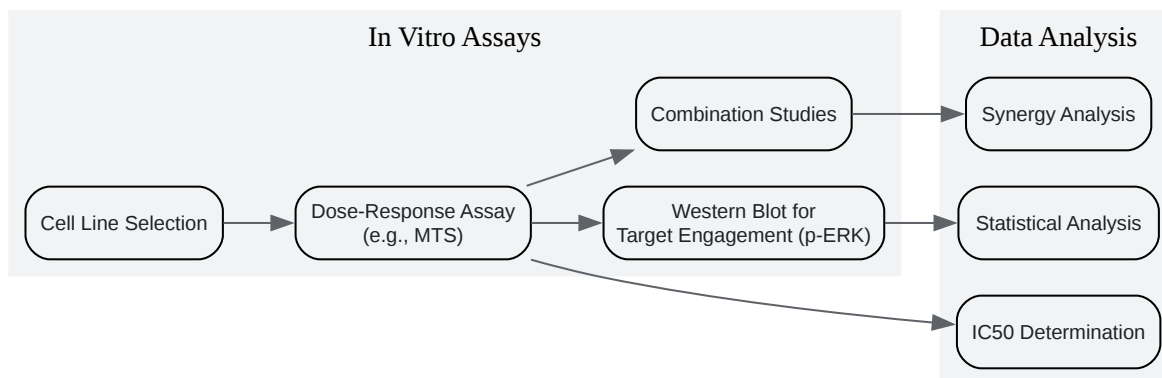 In Vitro Assays
Data Analysis
Combination Studies
Synergy Analysis
Cell Line Selection
Dose-Response Assay
(e.g., MTS)
Western Blot for
Target Engagement (p-ERK)
Statistical Analysis
IC50 Determination